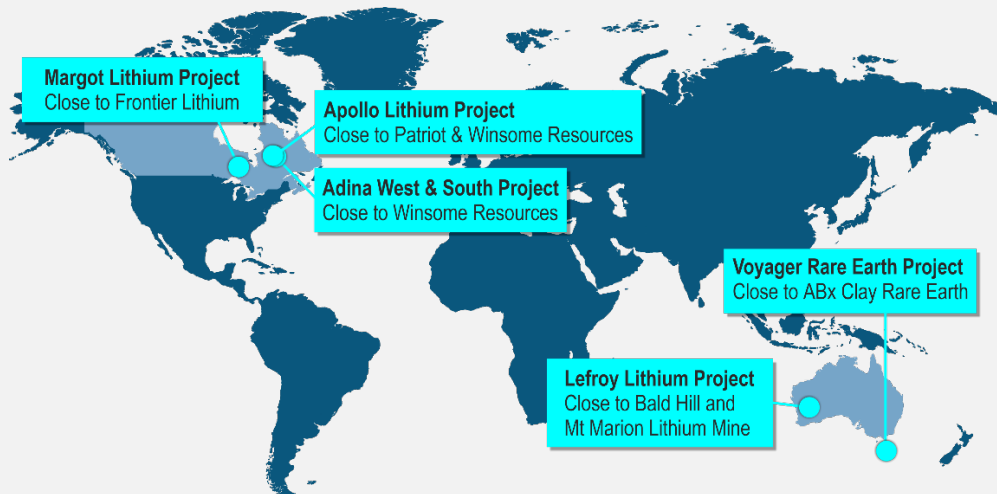 Margot Lithium Project
Close to Frontier Lithium
Apollo Lithium Project
Close to Patriot & Winsome Resources
Adina West & South Project
Close to Winsome Resources
Voyager Rare Earth Project
Close to ABx Clay Rare Earth
Lefroy Lithium Project
Close to Bald Hill and
Mt Marion Lithium Mine